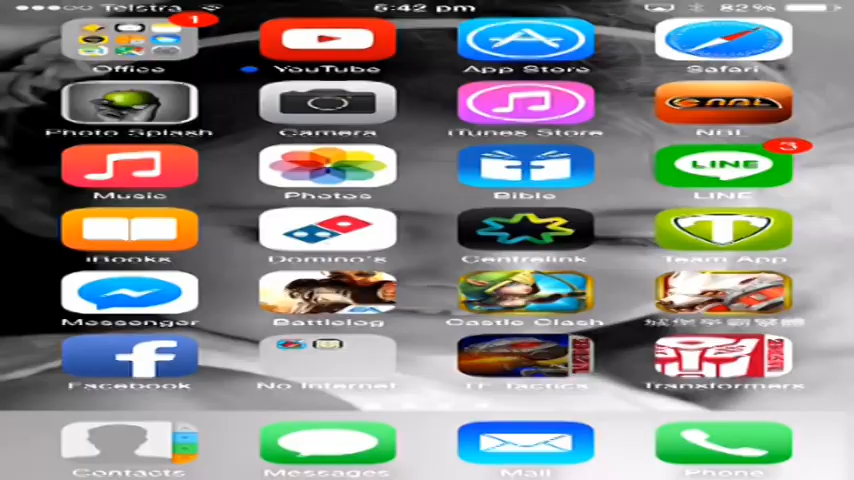 Telstra 5:42 pm 82%
1
Office YouTube App Store Safari
Photo Splash Camera iTunes Store NBL
3
LINE
Music Photos Bible LINE
iBooks Domino's Centrelink Team App
Messenger Battlelog Castle Clash
Facebook No Internet TF Tactics Transformers
Contacts Messages Mail Phone